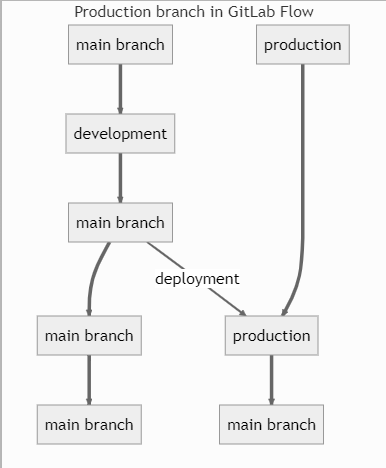 Production branch in GitLab Flow
main branch
production
development
main branch
deployment
main branch
production
main branch
main branch